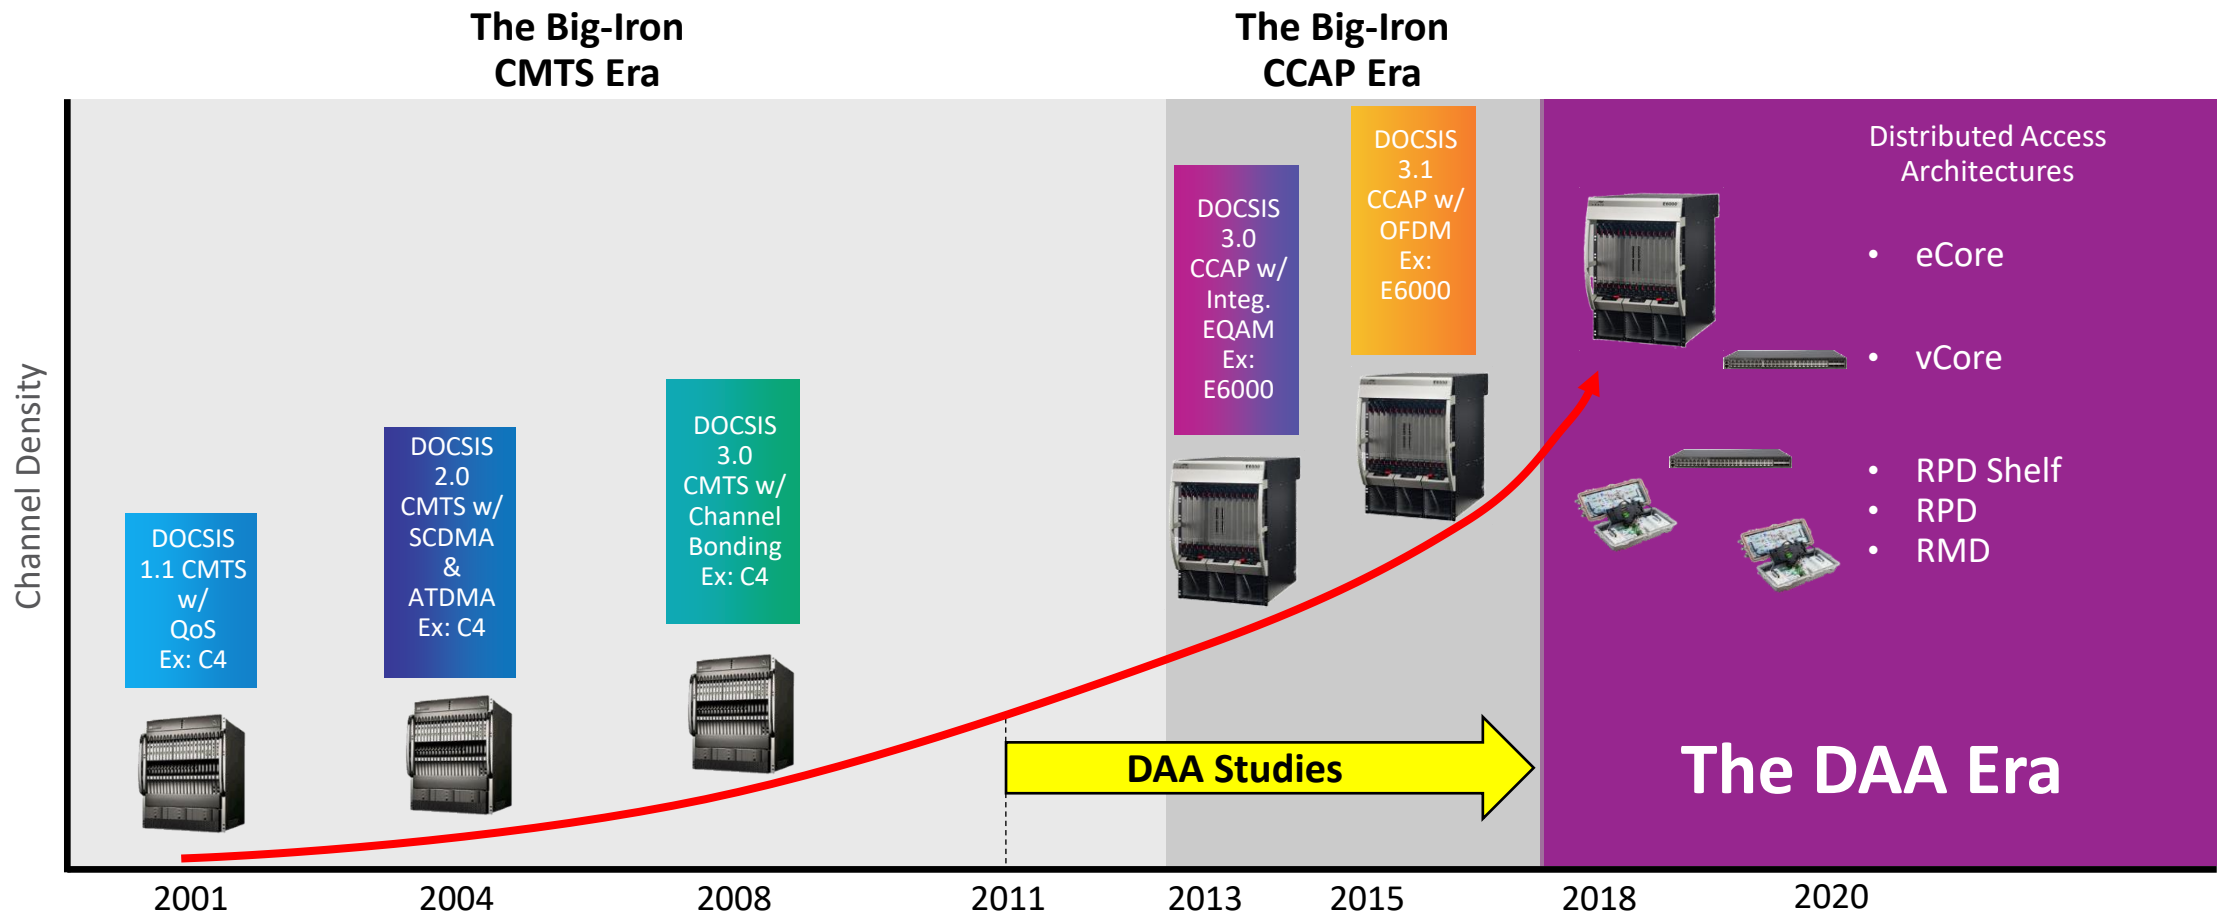 The Big-Iron
CMTS Era
The Big-Iron
CCAP Era
Channel Density
DOCSIS
1.1 CMTS
w/
QoS
Ex: C4
DOCSIS
2.0
CMTS w/
SCDMA
&
ATDMA
Ex: C4
DOCSIS
3.0
CMTS w/
Channel
Bonding
Ex: C4
DOCSIS
3.0
CCAP w/
Integ.
EQAM
Ex:
E6000
DOCSIS
3.1
CCAP w/
OFDM
Ex:
E6000
Distributed Access
Architectures
• eCore
• vCore
• RPD Shelf
• RPD
• RMD
DAA Studies
The DAA Era
2001
2004
2008
2011
2013
2015
2018
2020